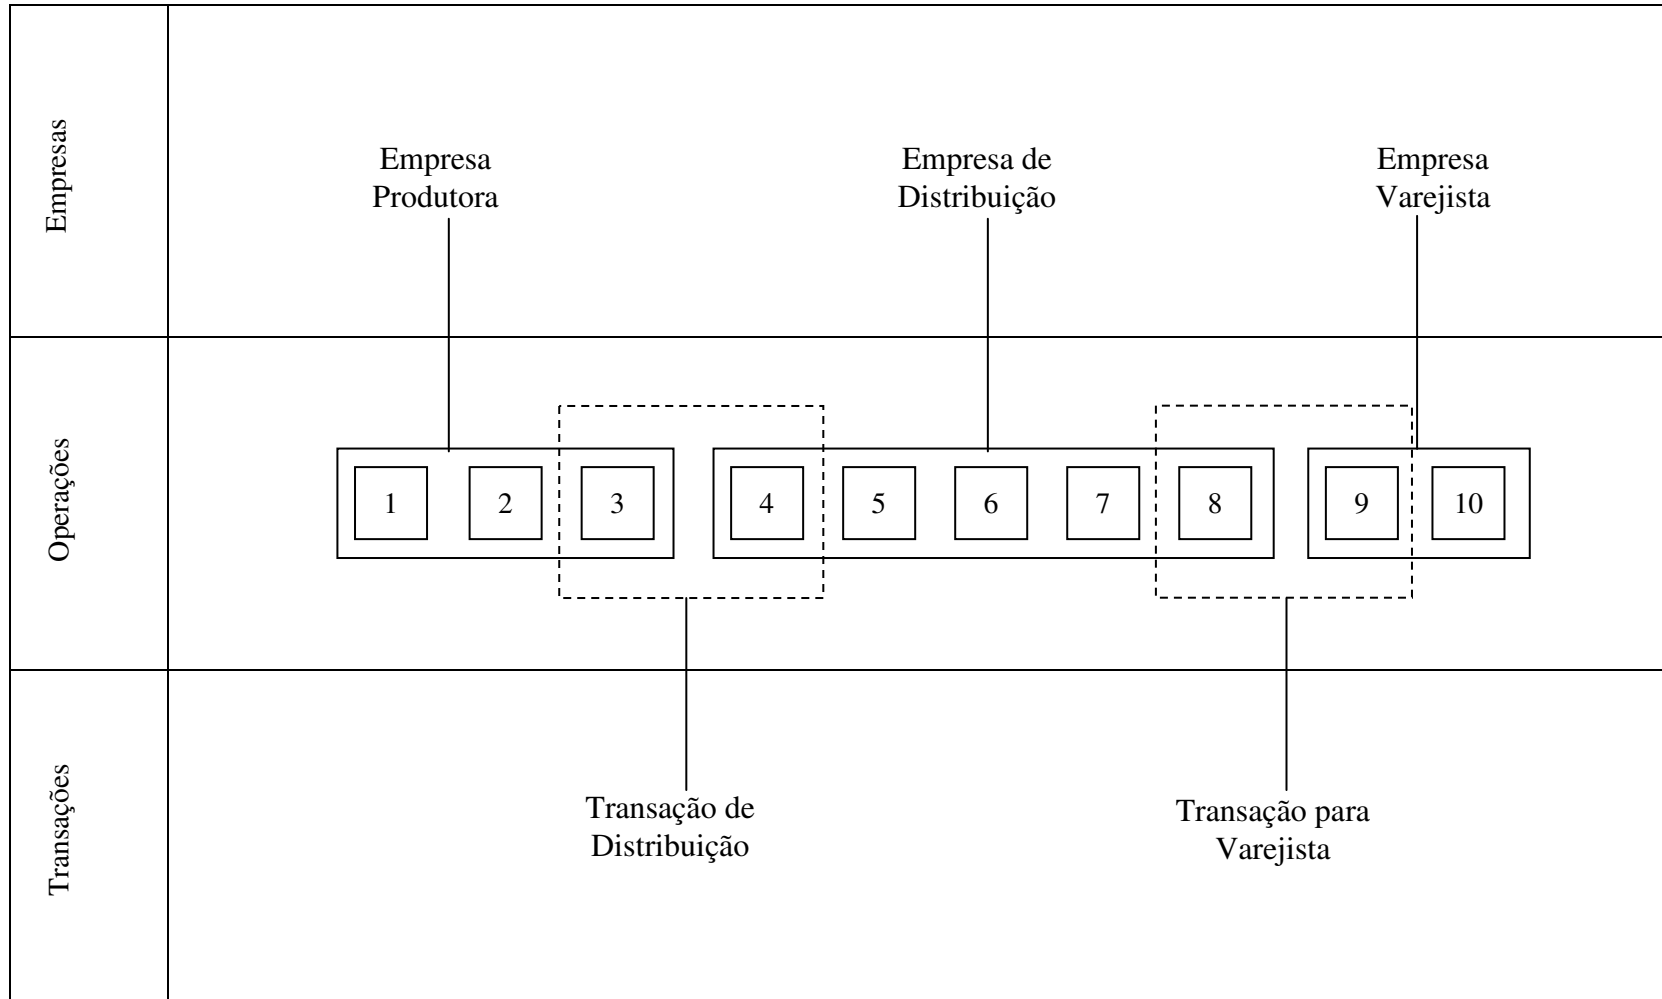 Empresas
Empresa
Produtora
Empresa de
Distribuição
Empresa
Varejista
Operações
1
2
3
4
5
6
7
8
9
10
Transações
Transação de
Distribuição
Transação para
Varejista